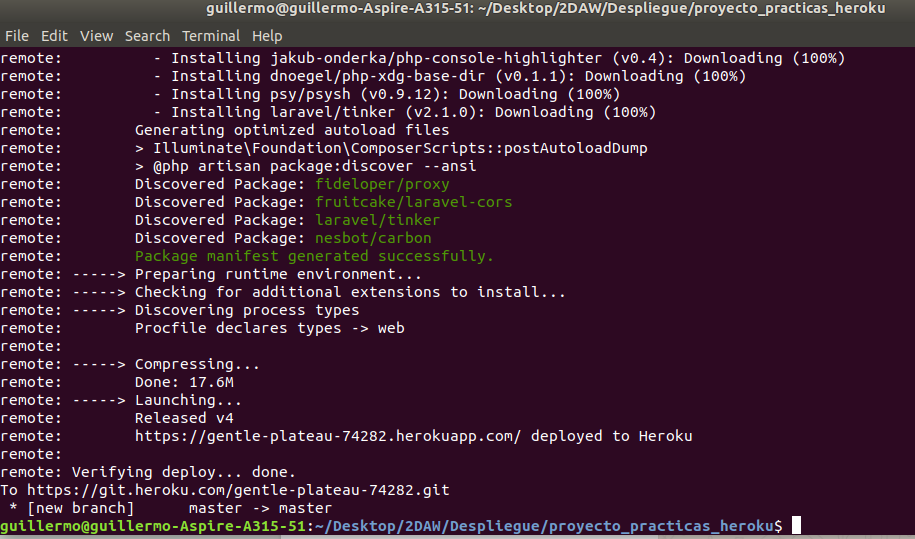 guillermo@guillermo-Aspire-A315-51: ~/Desktop/2DAW/Despliegue/proyecto_practicas_heroku
File Edit View Search Terminal Help
remote:          - Installing jakub-onderka/php-console-highlighter (v0.4): Downloading (100%)
remote:          - Installing dnoegel/php-xdg-base-dir (v0.1.1): Downloading (100%)
remote:          - Installing psy/psysh (v0.9.12): Downloading (100%)
remote:          - Installing laravel/tinker (v2.1.0): Downloading (100%)
remote:        Generating optimized autoload files
remote:        > Illuminate\Foundation\ComposerScripts::postAutoloadDump
remote:        > @php artisan package:discover --ansi
remote:        Discovered Package: fideloper/proxy
remote:        Discovered Package: fruitcake/laravel-cors
remote:        Discovered Package: laravel/tinker
remote:        Discovered Package: nesbot/carbon
remote:        Package manifest generated successfully.
remote: -----> Preparing runtime environment...
remote: -----> Checking for additional extensions to install...
remote: -----> Discovering process types
remote:        Procfile declares types -> web
remote:
remote: -----> Compressing...
remote:        Done: 17.6M
remote: -----> Launching...
remote:        Released v4
remote:        https://gentle-plateau-74282.herokuapp.com/ deployed to Heroku
remote:
remote: Verifying deploy... done.
To https://git.heroku.com/gentle-plateau-74282.git
 * [new branch]      master -> master
guillermo@guillermo-Aspire-A315-51:~/Desktop/2DAW/Despliegue/proyecto_practicas_heroku$